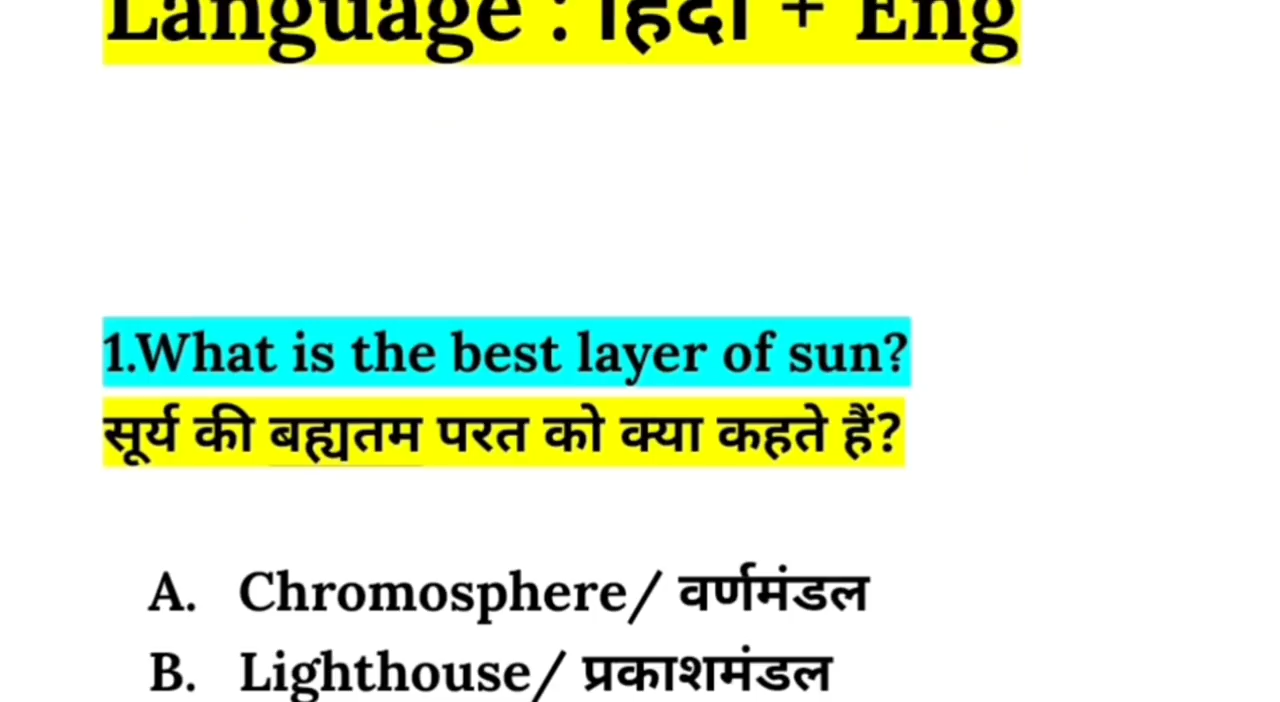 Language : हिंदी + Eng
1.What is the best layer of sun?
सूर्य की बह्यतम परत को क्या कहते हैं?
A. Chromosphere/ वर्णमंडल
B. Lighthouse/ प्रकाशमंडल